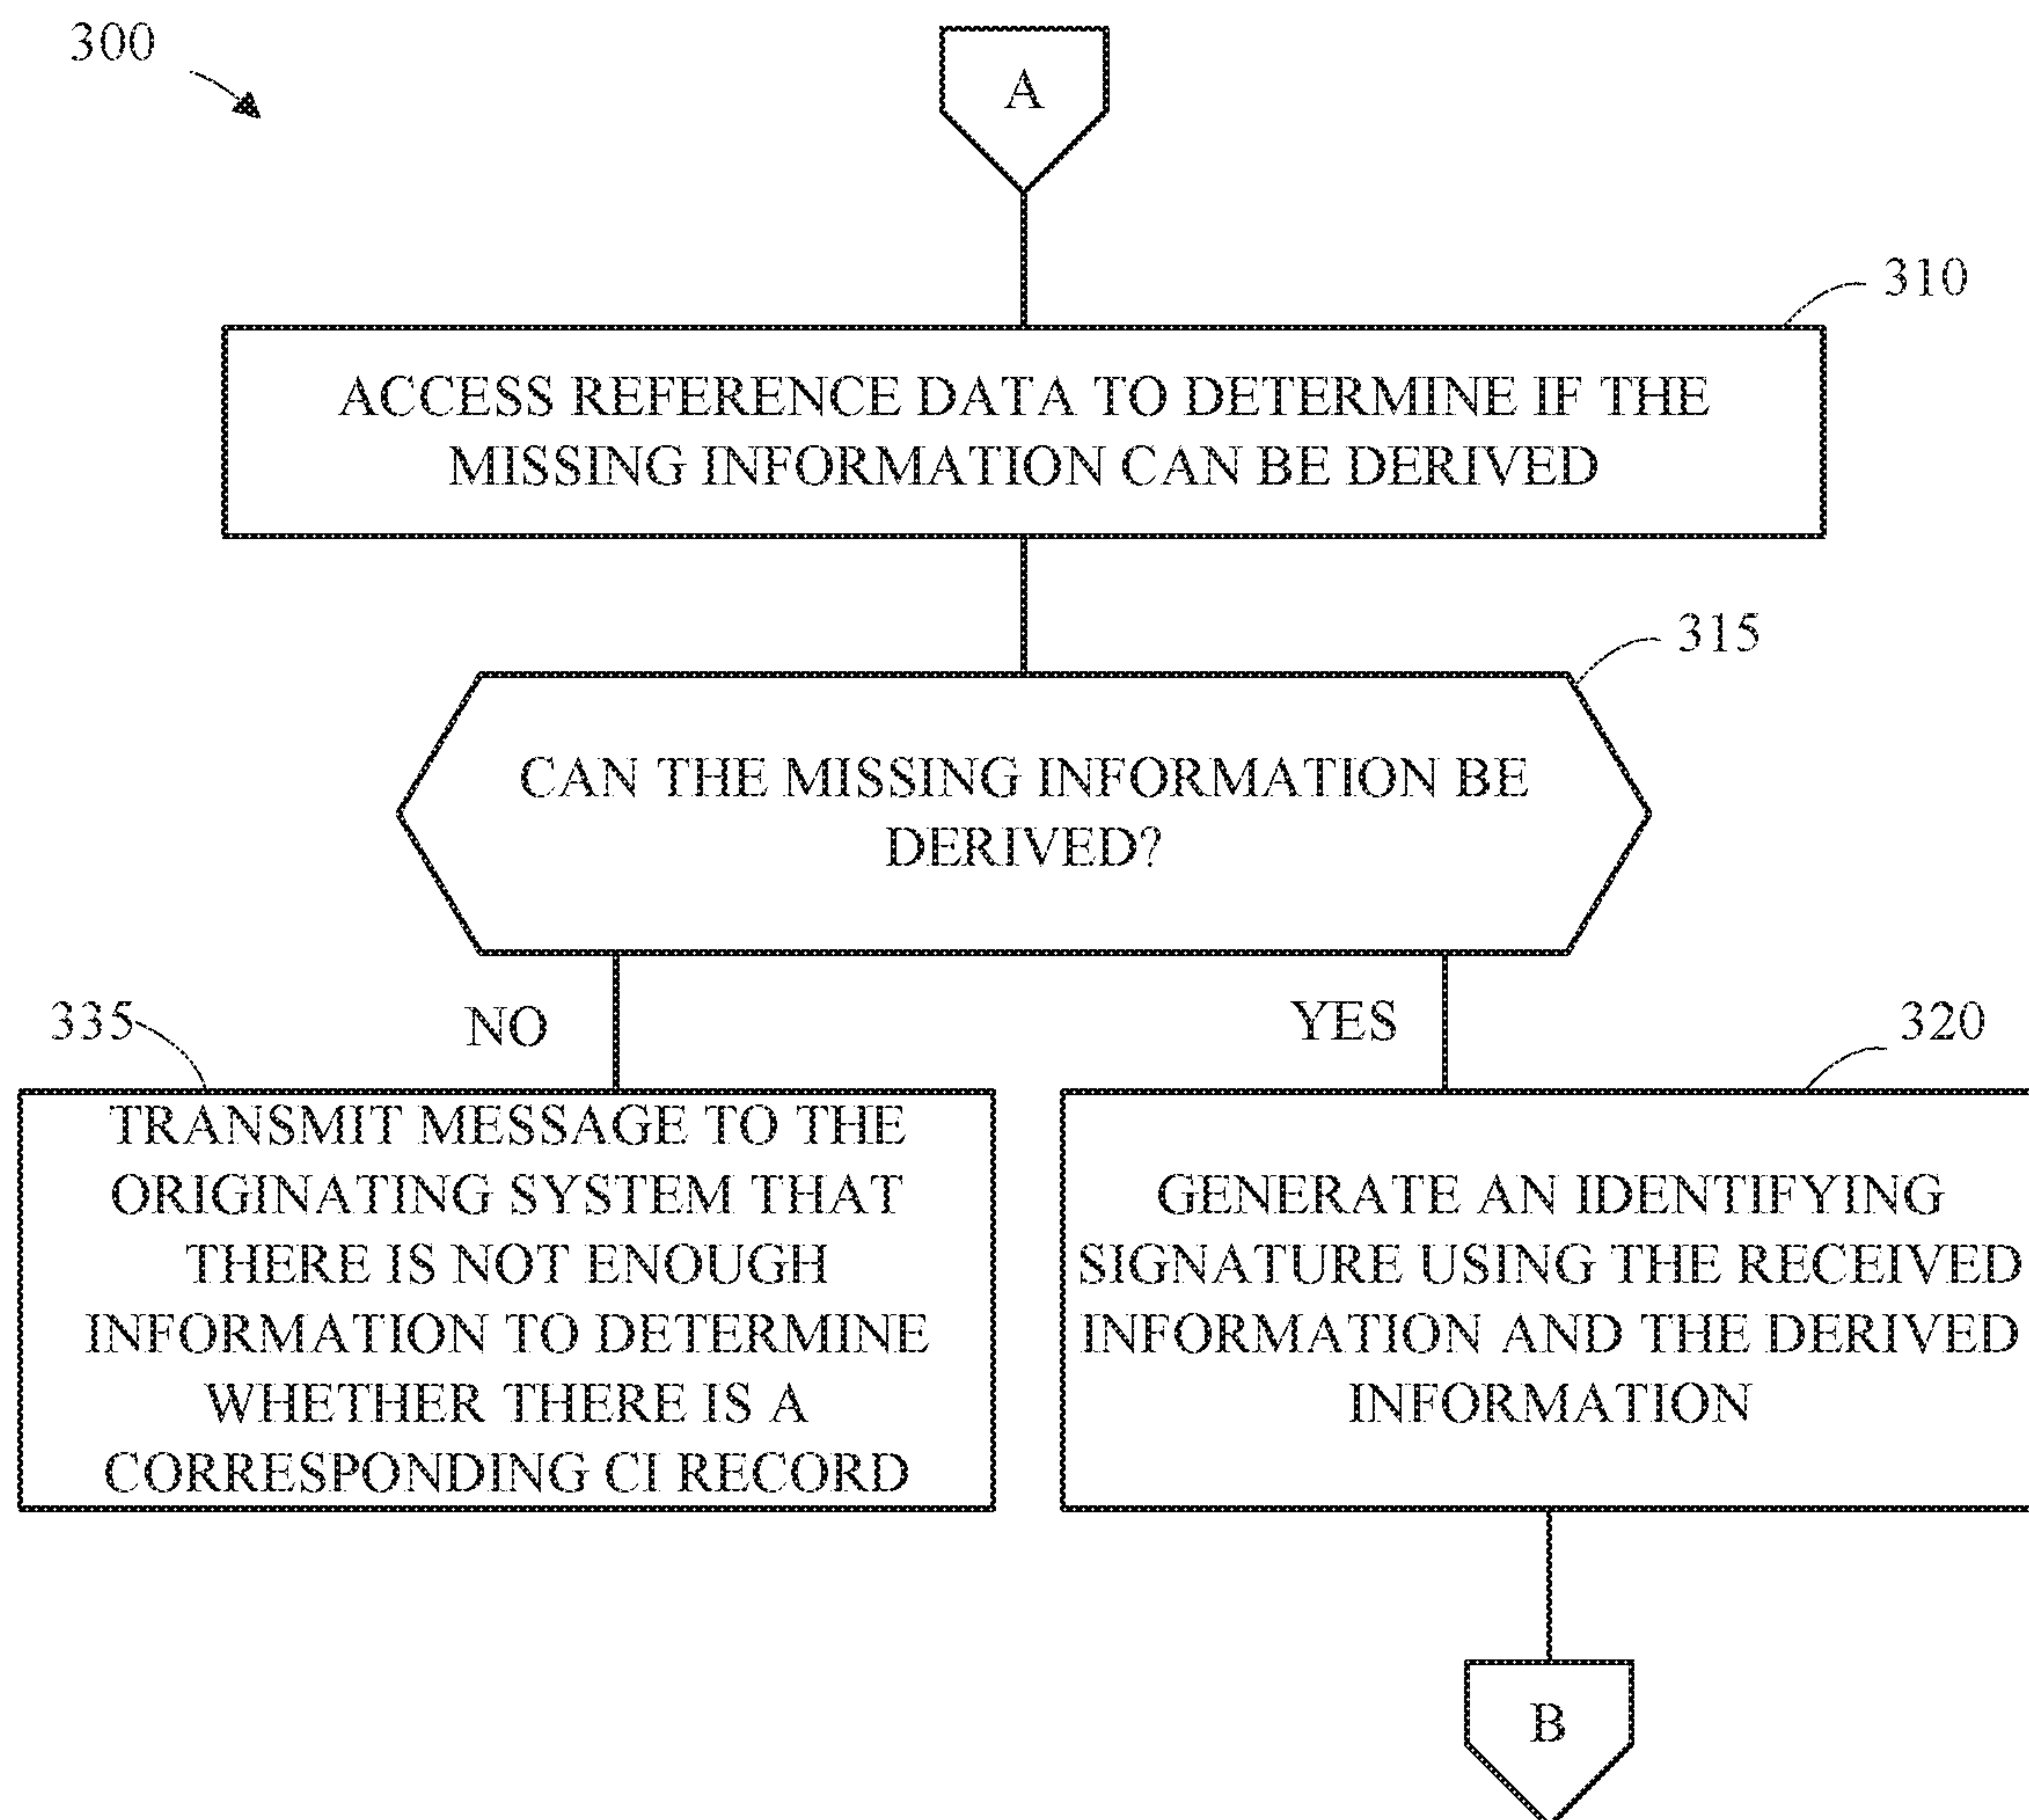 300
A
310
ACCESS REFERENCE DATA TO DETERMINE IF THE
MISSING INFORMATION CAN BE DERIVED
315
CAN THE MISSING INFORMATION BE
DERIVED?
NO
YES
335
320
TRANSMIT MESSAGE TO THE
ORIGINATING SYSTEM THAT
THERE IS NOT ENOUGH
INFORMATION TO DETERMINE
WHETHER THERE IS A
CORRESPONDING CI RECORD
GENERATE AN IDENTIFYING
SIGNATURE USING THE RECEIVED
INFORMATION AND THE DERIVED
INFORMATION
B